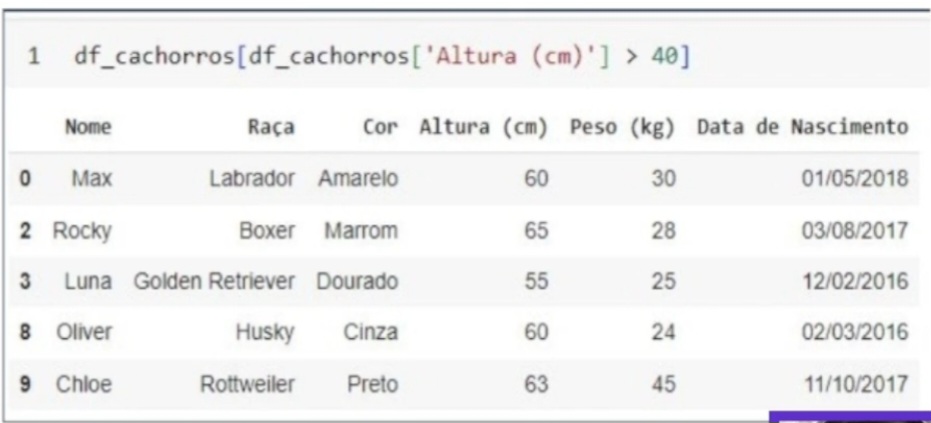 1 df_cachorros[df_cachorros['Altura (cm)'] > 40]
Nome Raça Cor Altura (cm) Peso (kg) Data de Nascimento
0 Max Labrador Amarelo 60 30 01/05/2018
2 Rocky Boxer Marrom 65 28 03/08/2017
3 Luna Golden Retriever Dourado 55 25 12/02/2016
8 Oliver Husky Cinza 60 24 02/03/2016
9 Chloe Rottweiler Preto 63 45 11/10/2017